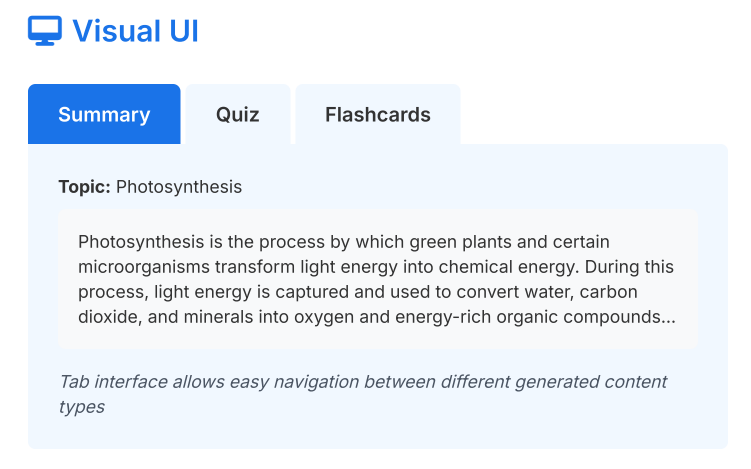 Visual UI
Summary Quiz Flashcards
Topic: Photosynthesis
Photosynthesis is the process by which green plants and certain
microorganisms transform light energy into chemical energy. During this
process, light energy is captured and used to convert water, carbon
dioxide, and minerals into oxygen and energy-rich organic compounds...
Tab interface allows easy navigation between different generated content
types